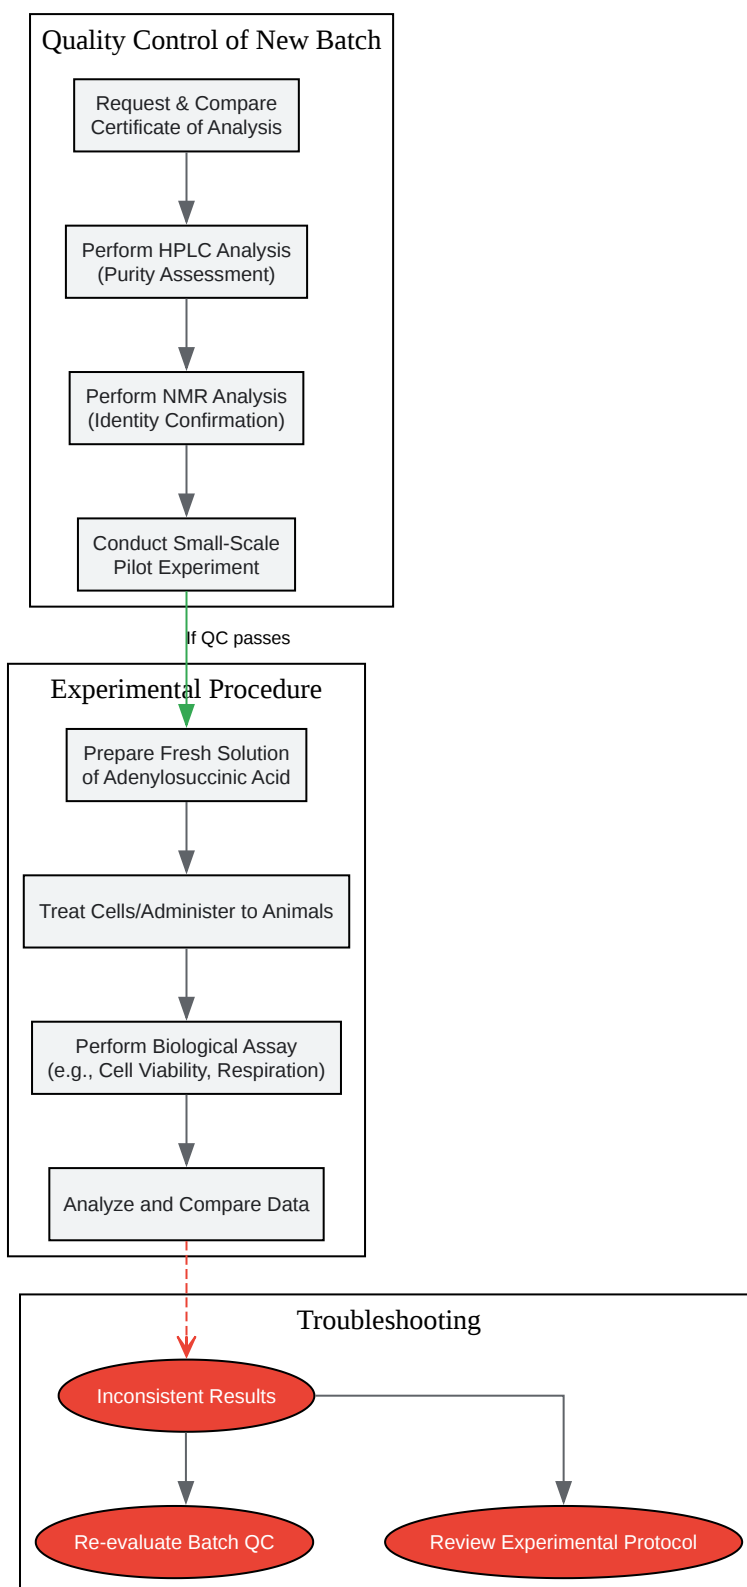 Quality Control of New Batch
Request & Compare
Certificate of Analysis
Perform HPLC Analysis
(Purity Assessment)
Perform NMR Analysis
(Identity Confirmation)
Conduct Small-Scale
Pilot Experiment
If QC passes
Experimental Procedure
Prepare Fresh Solution
of Adenylosuccinic Acid
Treat Cells/Administer to Animals
Perform Biological Assay
(e.g., Cell Viability, Respiration)
Analyze and Compare Data
Troubleshooting
Inconsistent Results
Re-evaluate Batch QC
Review Experimental Protocol